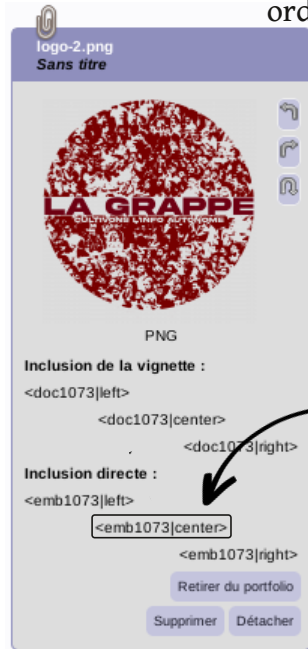 ord
logo-2.png
Sans titre
LA GRAPPE
CULTIVONS L'INFO AUTONOME
PNG
Inclusion de la vignette :
<doc1073|left>
<doc1073|center>
<doc1073|right>
Inclusion directe :
<emb1073|left>
<emb1073|center>
<emb1073|right>
Retirer du portfolio
Supprimer Détacher